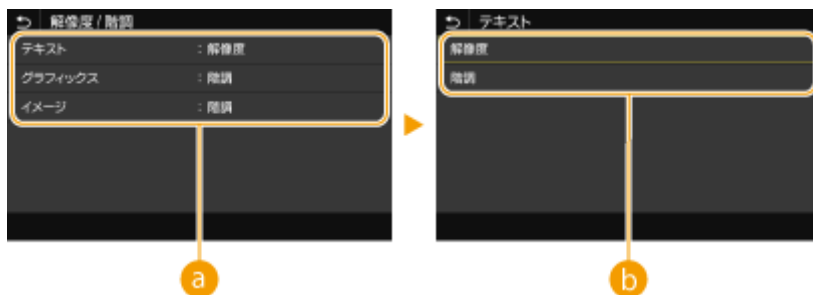 解像度/階調
テキスト : 解像度
グラフィックス : 階調
イメージ : 階調
a
テキスト
解像度
階調
b